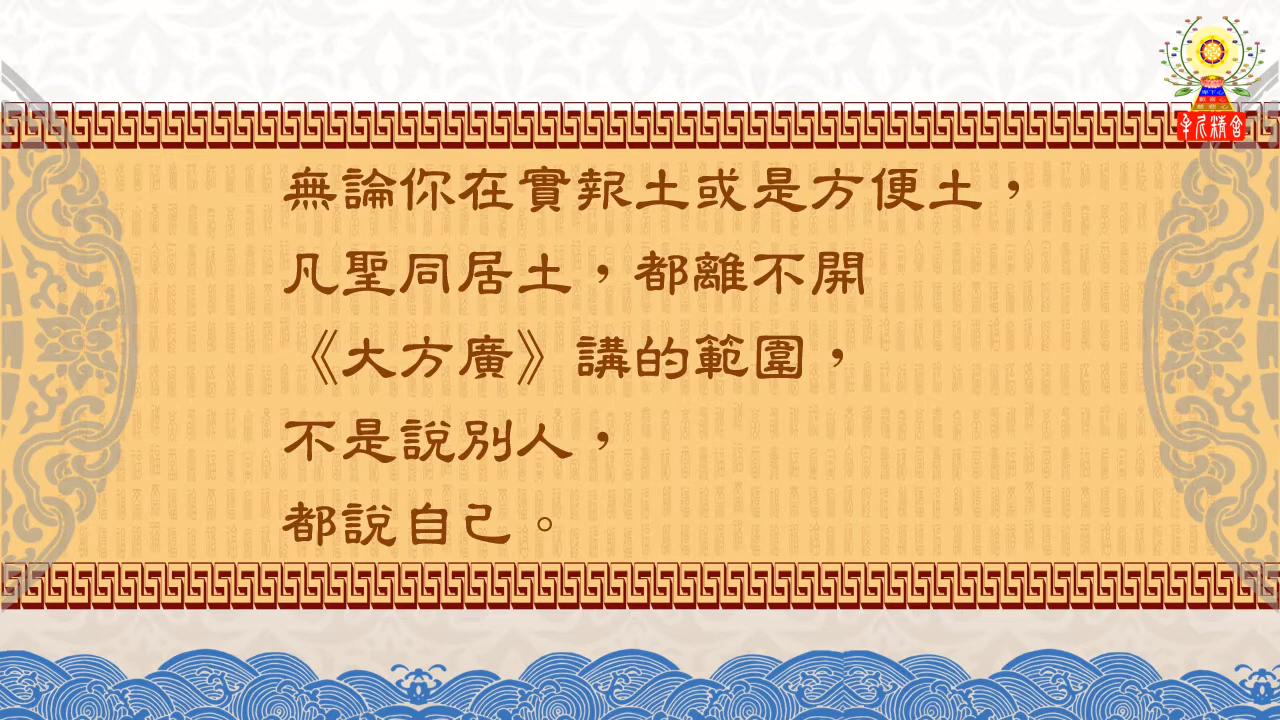 無論你在實報土或是方便土，
凡聖同居土，都離不開
《大方廣》講的範圍，
不是說別人，
都說自己。